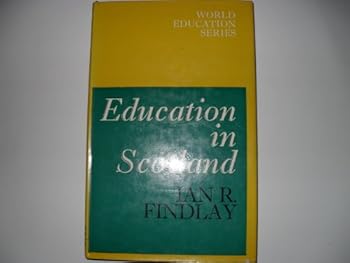 WORLD
EDUCATION
SERIES
Education
in
Scotland
IAN R.
FINDLAY